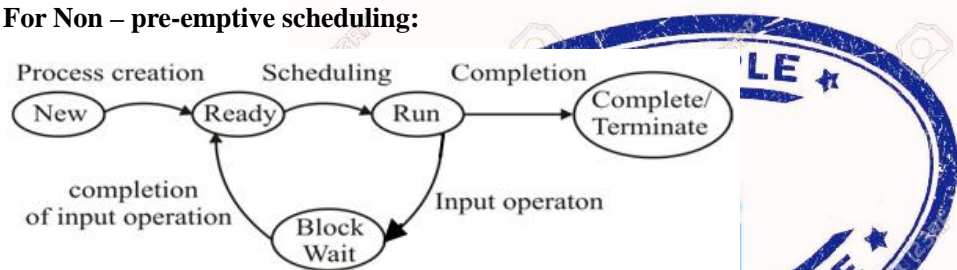 For Non – pre-emptive scheduling:
Process creation Scheduling Completion
New Ready Run Complete/
Terminate
completion
of input operation
Input operaton
Block
Wait
PLE